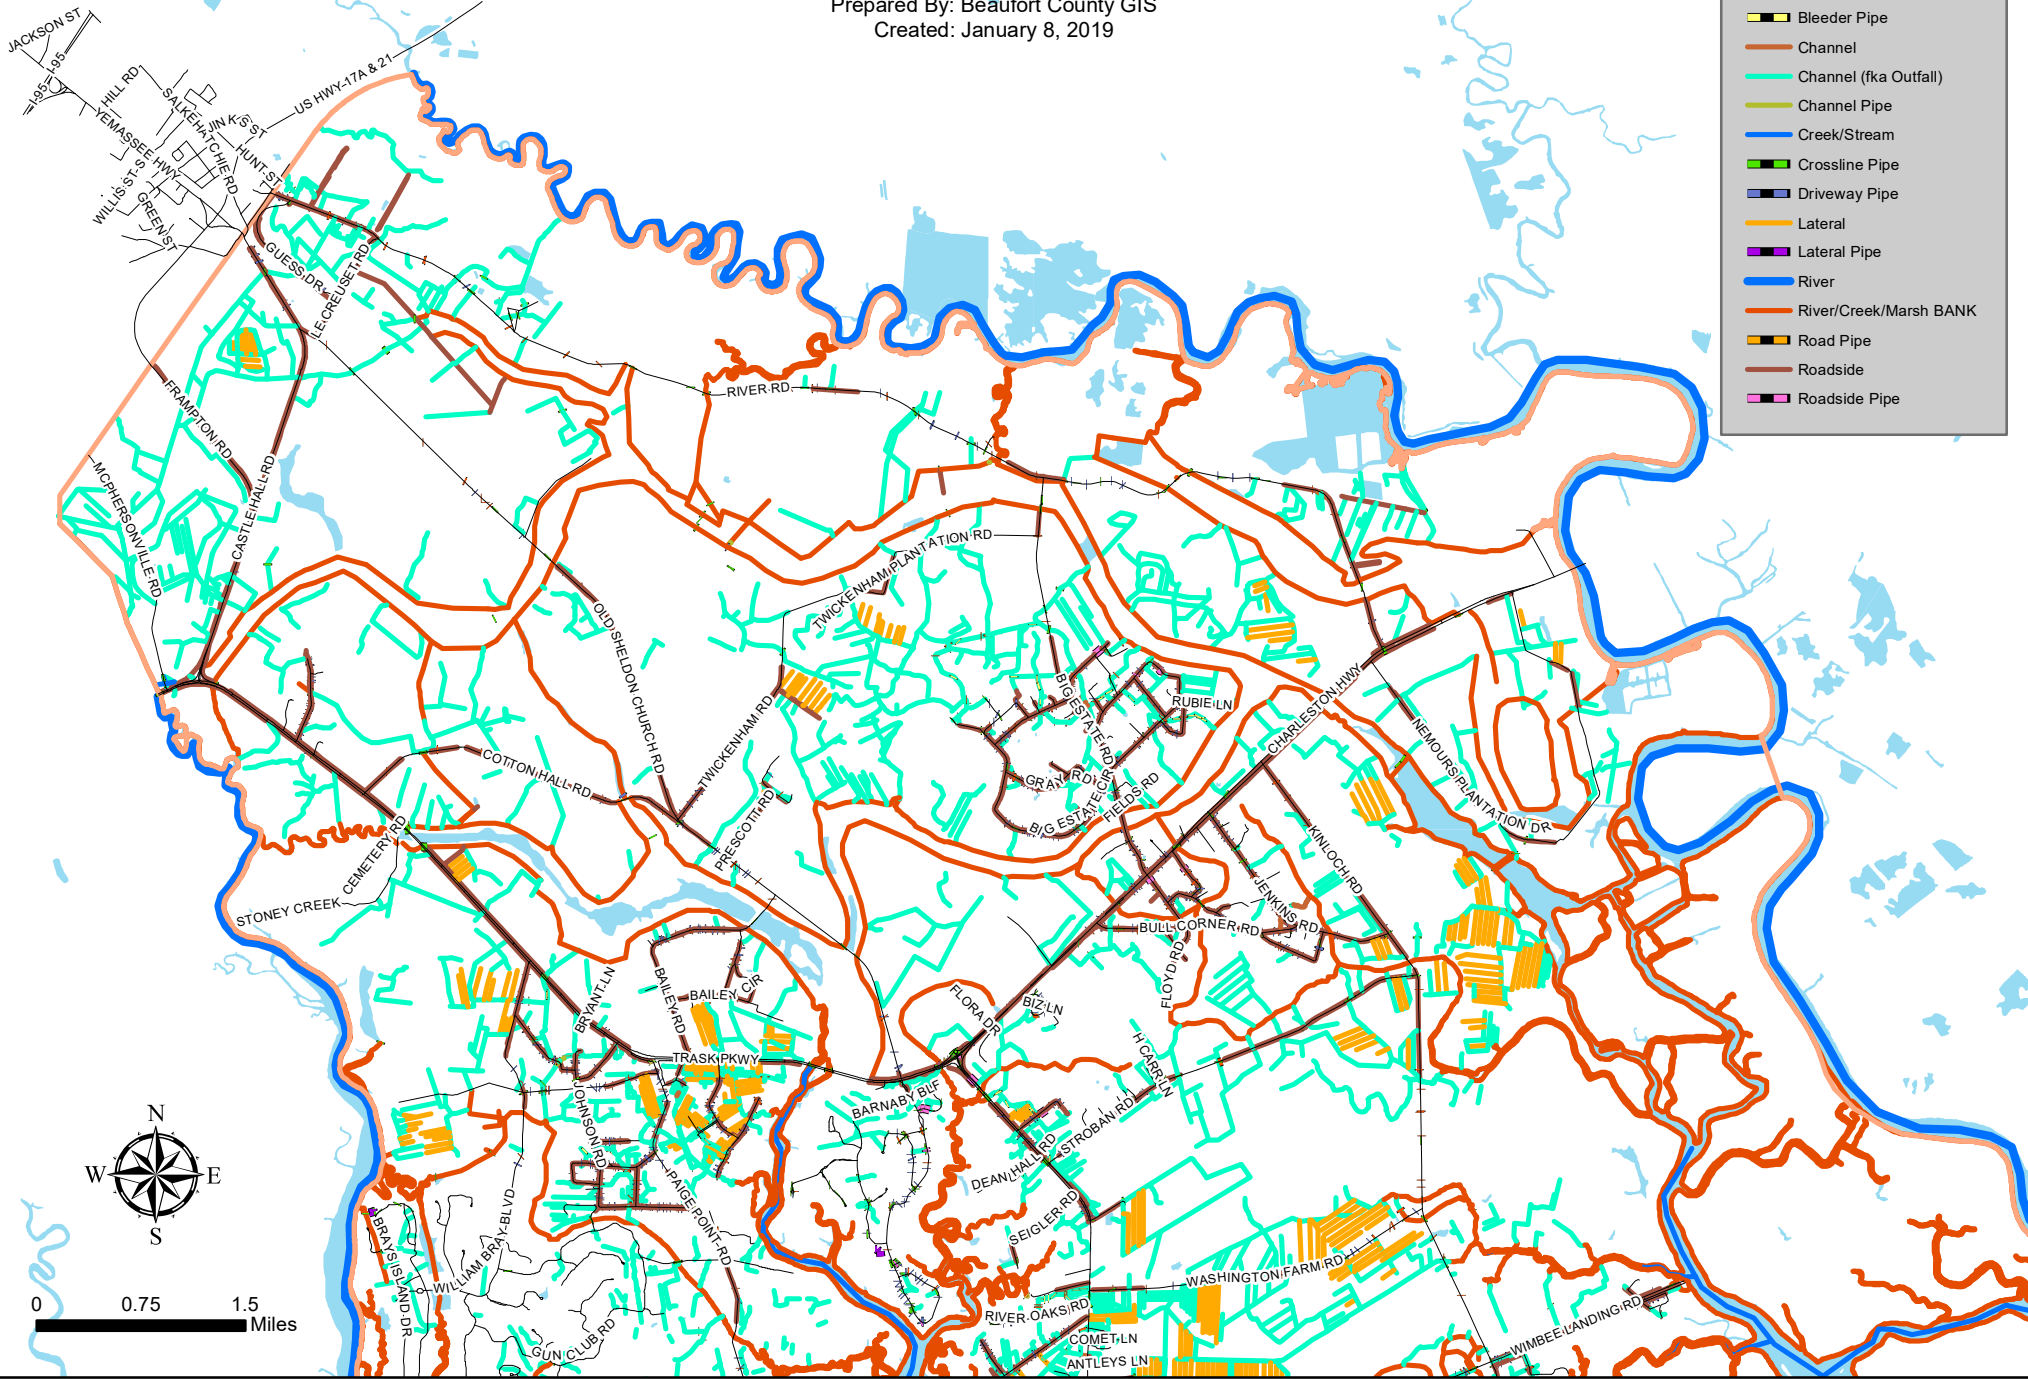 Prepared By: Beaufort County GIS
Created: January 8, 2019
Bleeder Pipe
Channel
Channel (fka Outfall)
Channel Pipe
Creek/Stream
Crossline Pipe
Driveway Pipe
Lateral
Lateral Pipe
River
River/Creek/Marsh BANK
Road Pipe
Roadside
Roadside Pipe
JACKSON ST
I-95
I-95
HILL RD
YEMASSEE HWY
SALKEHATCHIE RD
JINKS ST
HUNT ST
US HWY-17A & 21
WILLIS ST
GREEN ST
GUESS DR
LE CREUSET RD
RIVER RD
FRAMPTON RD
MCPHERSONVILLE RD
CASTLE HALL RD
TWICKENHAM PLANTATION RD
OLD SHELDON CHURCH RD
TWICKENHAM RD
BIG ESTATE RD
RUBIE LN
CHARLESTON HWY
NEMOURS PLANTATION DR
COTTON HALL RD
GRAY RD
BIG ESTATE CIR
FIELDS RD
PRESCOTT RD
KINLOCH RD
CEMETERY RD
STONEY CREEK
JENKINS RD
BULL CORNER RD
FLOYD RD
BRYANT LN
BAILEY RD
BAILEY CIR
FLORA DR
BIZ LN
TRASK PKWY
H CARR LN
BARNABY BLF
JOHNSON RD
STROBAN RD
DEAN HALL RD
PAIGE POINT RD
SEIGLER RD
BRAYS ISLAND DR
WILLIAM BRAY BLVD
WASHINGTON FARM RD
RIVER OAKS RD
WIMBEE LANDING RD
COMET LN
GUN CLUB RD
ANTLEYS LN
N
W
E
S
0
0.75
1.5
Miles